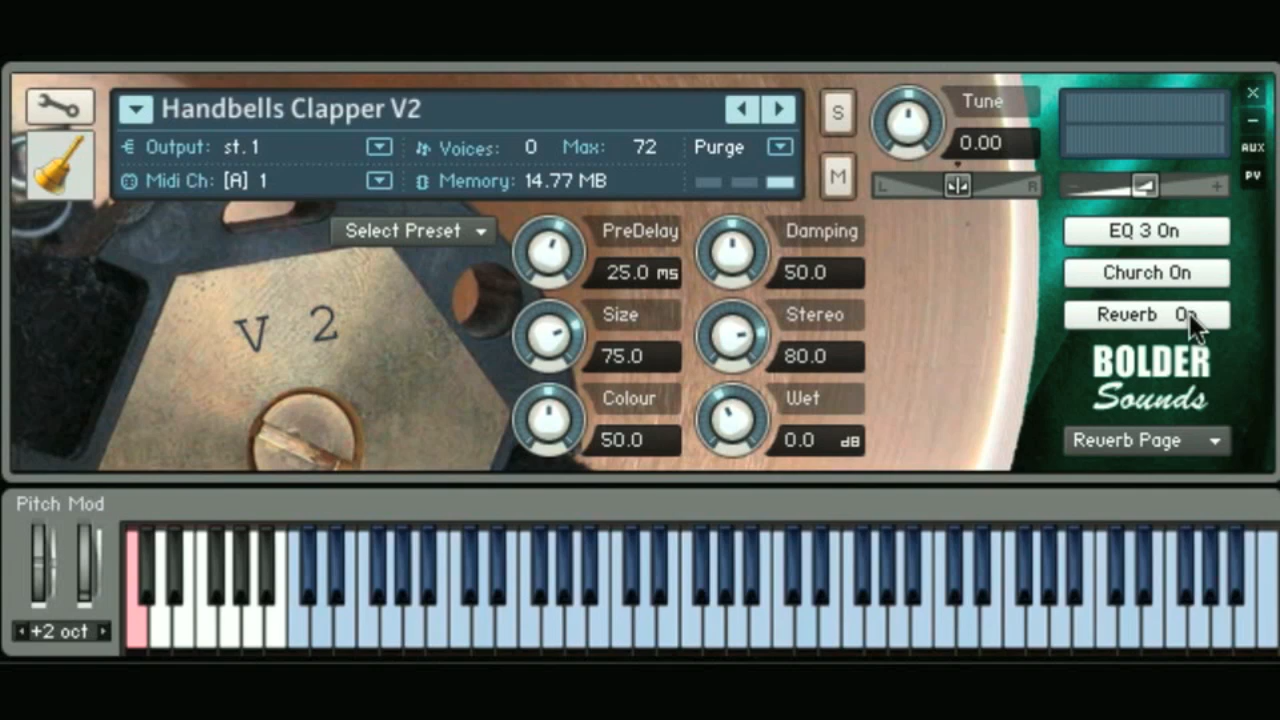 Handbells Clapper V2
Output: st. 1
Voices: 0 Max: 72
Purge
Midi Ch: [A] 1
Memory: 14.77 MB
S
M
Tune
0.00
L
R
-
+
×
-
AUX
PV
Select Preset
PreDelay
25.0 ms
Damping
50.0
Size
75.0
Stereo
80.0
Colour
50.0
Wet
0.0 dB
EQ 3 On
Church On
Reverb On
BOLDER
Sounds
Reverb Page
V 2
Pitch Mod
+2 oct